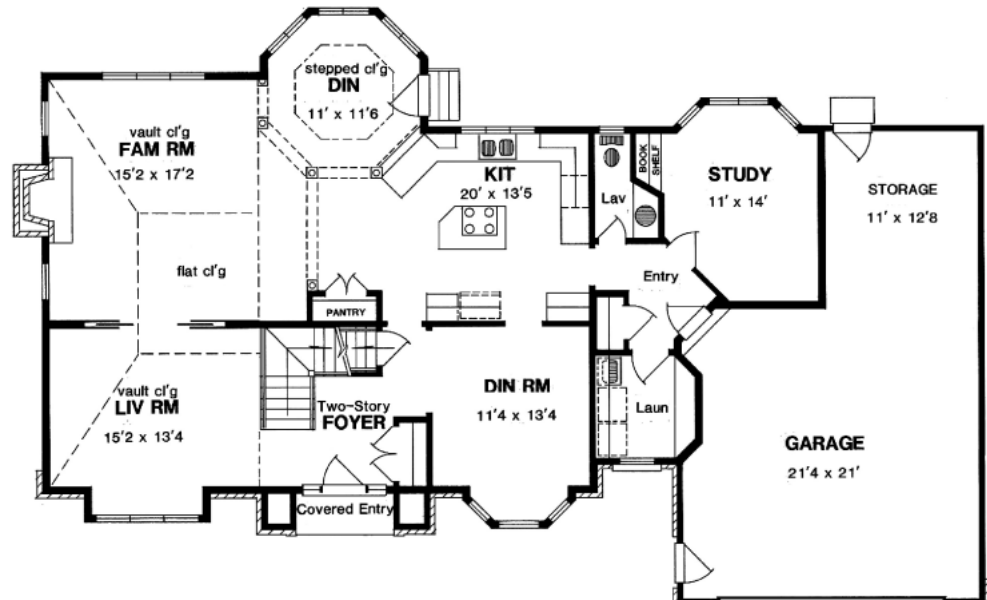 stepped cl'g
DIN
11' x 11'6
vault cl'g
FAM RM
15'2 x 17'2
flat cl'g
KIT
20' x 13'5
PANTRY
BOOK
SHELF
Lav
STUDY
11' x 14'
STORAGE
11' x 12'8
Entry
vault cl'g
LIV RM
15'2 x 13'4
Two-Story
FOYER
Covered Entry
DIN RM
11'4 x 13'4
Laun
GARAGE
21'4 x 21'